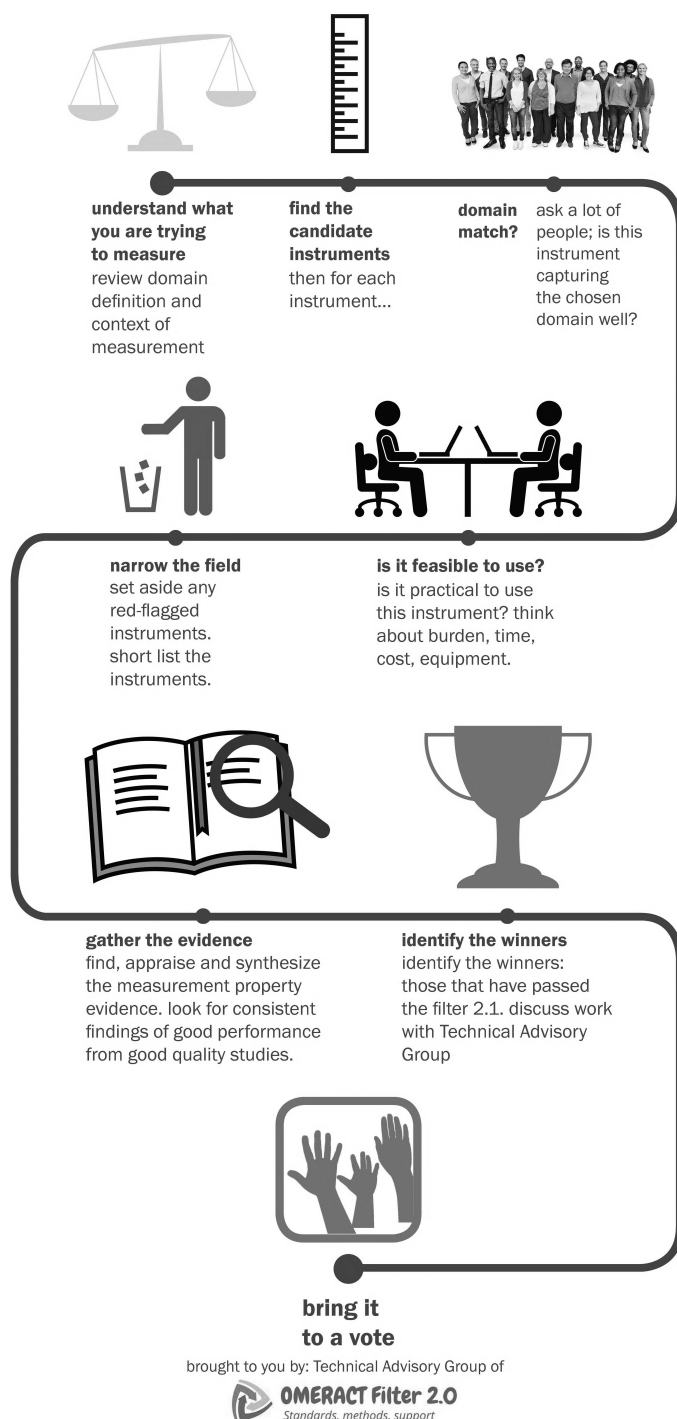 understand what
you are trying
to measure
review domain
definition and
context of
measurement
find the
candidate
instruments
then for each
instrument...
domain
match?
ask a lot of
people; is this
instrument
capturing
the chosen
domain well?
is it feasible to use?
is it practical to use
this instrument? think
about burden, time,
cost, equipment.
narrow the field
set aside any
red-flagged
instruments.
short list the
instruments.
gather the evidence
find, appraise and synthesize
the measurement property
evidence. look for consistent
findings of good performance
from good quality studies.
identify the winners
identify the winners:
those that have passed
the filter 2.1. discuss work
with Technical Advisory
Group
bring it
to a vote
brought to you by: Technical Advisory Group of
OMERACT Filter 2.0
Standards, methods, support